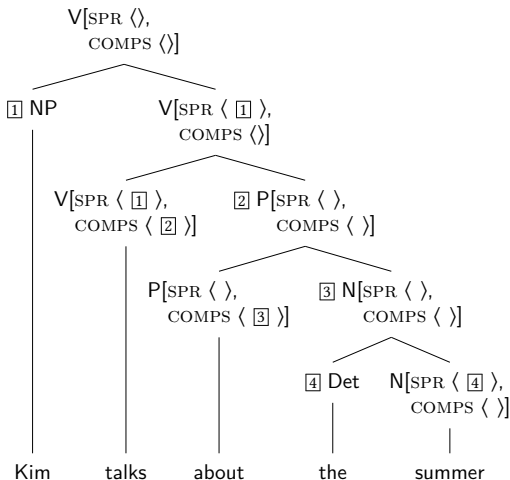 V[SPR ⟨⟩,
COMPS ⟨⟩]
1 NP
V[SPR ⟨ 1 ⟩,
COMPS ⟨⟩]
V[SPR ⟨ 1 ⟩,
COMPS ⟨ 2 ⟩]
2 P[SPR ⟨ ⟩,
COMPS ⟨ ⟩]
P[SPR ⟨ ⟩,
COMPS ⟨ 3 ⟩]
3 N[SPR ⟨ ⟩,
COMPS ⟨ ⟩]
4 Det
N[SPR ⟨ 4 ⟩,
COMPS ⟨ ⟩]
Kim talks about the summer